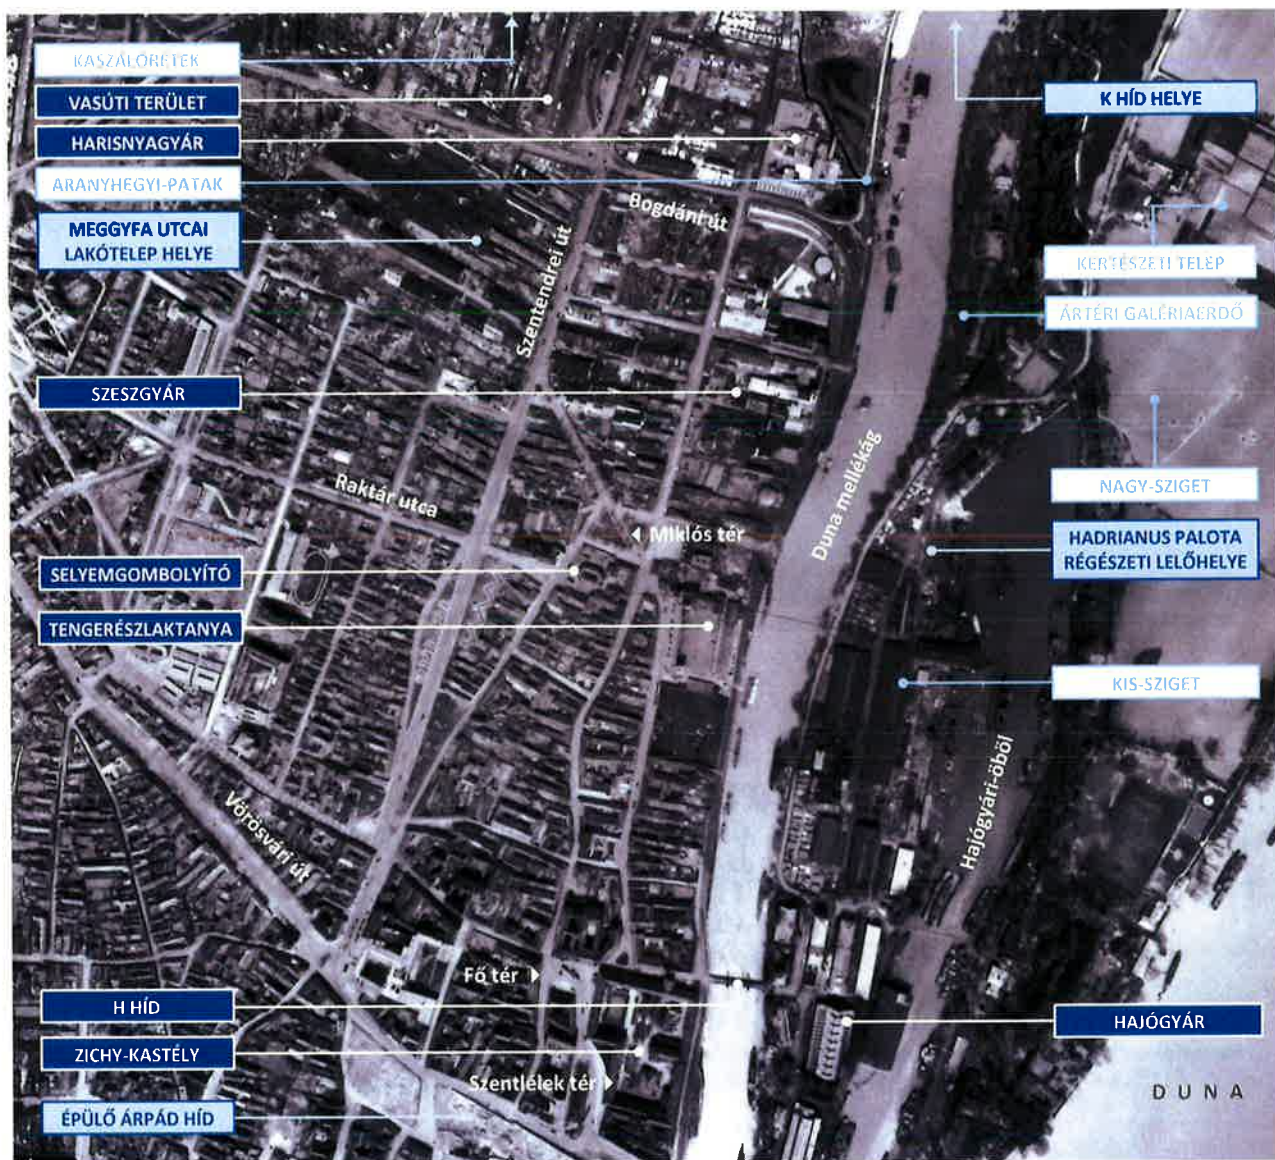 KASZÁLÓRÉTEK
VASÚTI TERÜLET
HARISNYAGYÁR
ARANYHEGYI-PATAK
MEGGYFA UTCAI
LAKÓTELEP HELYE
SZESZGYÁR
SELYEMGOMBOLYÍTÓ
TENGERÉSZLAKTANYA
H HÍD
ZICHY-KASTÉLY
ÉPÜLŐ ÁRPÁD HÍD
Bogdáni út
Szentendrei út
Raktár utca
Miklós tér
Duna mellékág
Vörösvári út
Hajógyári-öböl
Fő tér
Szentlélek tér
K HÍD HELYE
KERTÉSZETI TELEP
ÁRTÉRI GALÉRIAERDŐ
NAGY-SZIGET
HADRIANUS PALOTA
RÉGÉSZETI LELŐHELYE
KIS-SZIGET
HAJÓGYÁR
DUNA